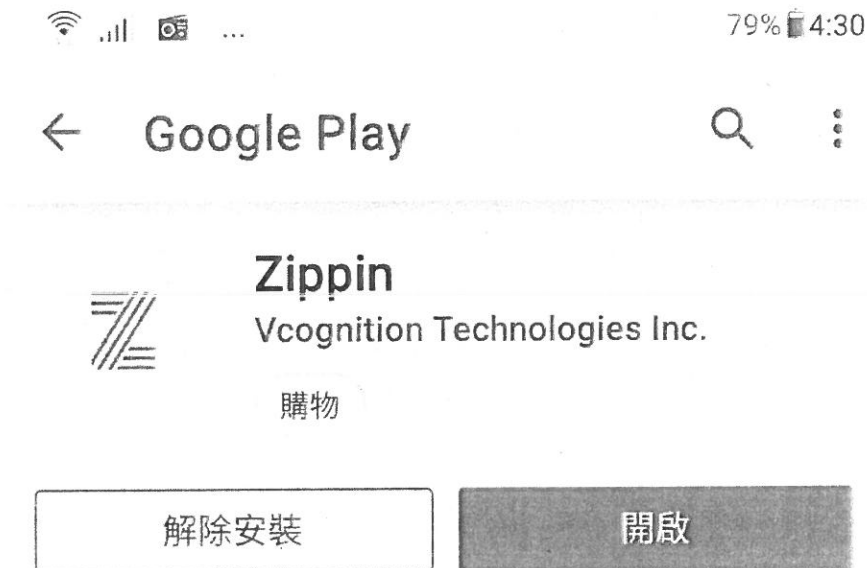 ... 79% 4:30
Google Play
Zippin
Vcognition Technologies Inc.
購物
解除安裝 開啟